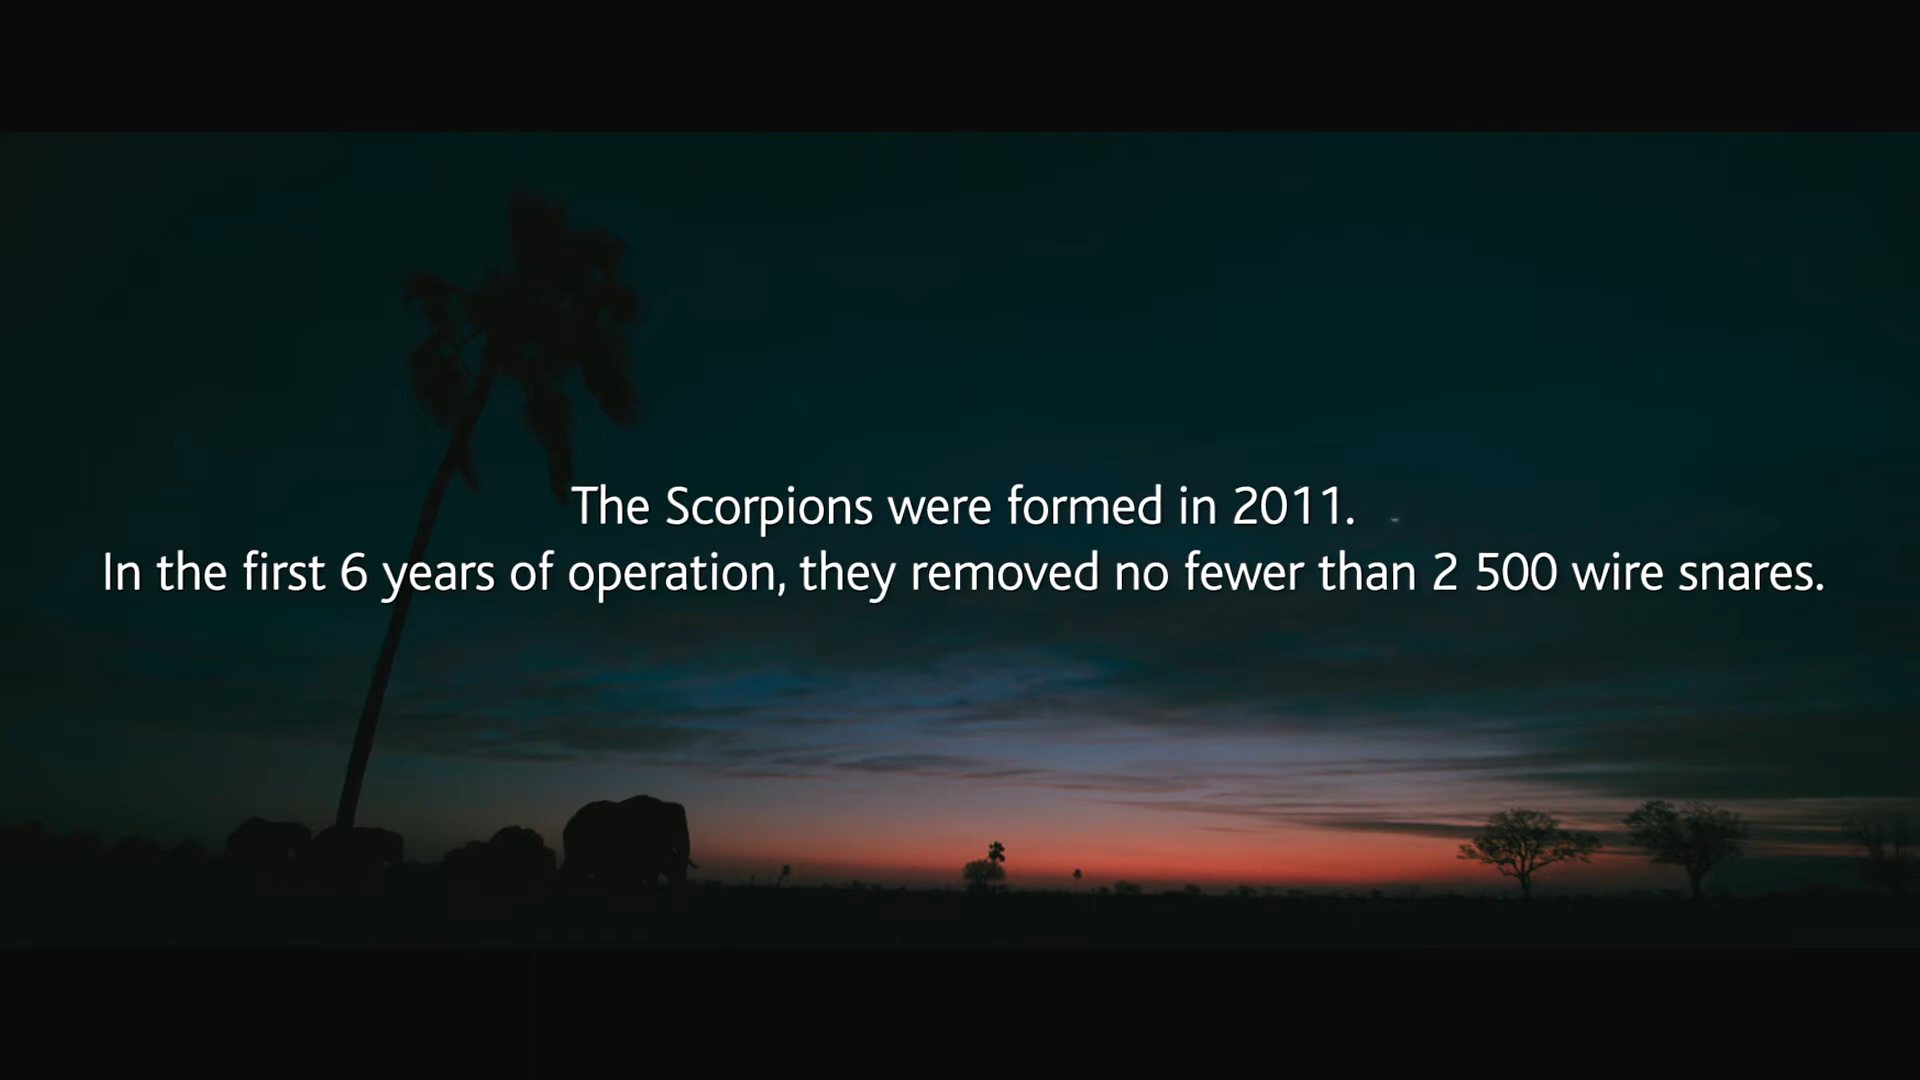 The Scorpions were formed in 2011.
In the first 6 years of operation, they removed no fewer than 2 500 wire snares.